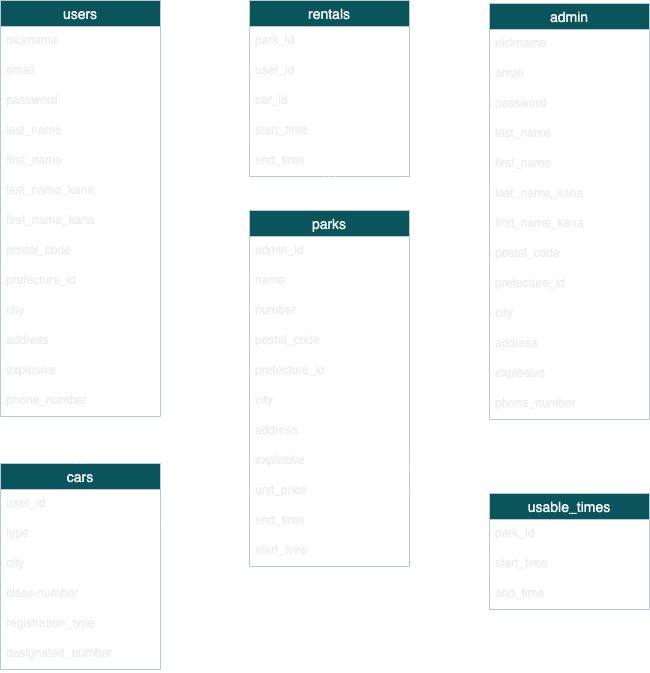 users
nickname
email
password
last_name
first_name
last_name_kana
first_name_kana
postal_code
prefecture_id
city
address
explosive
phone_number
cars
user_id
type
city
class-number
registration_type
designated_number
rentals
park_id
user_id
car_id
start_time
end_time
parks
admin_id
name
number
postal_code
prefecture_id
city
address
explosive
unit_price
end_time
start_time
admin
nickname
email
password
last_name
first_name
last_name_kana
first_name_kana
postal_code
prefecture_id
city
address
explosive
phone_number
usable_times
park_id
start_time
end_time